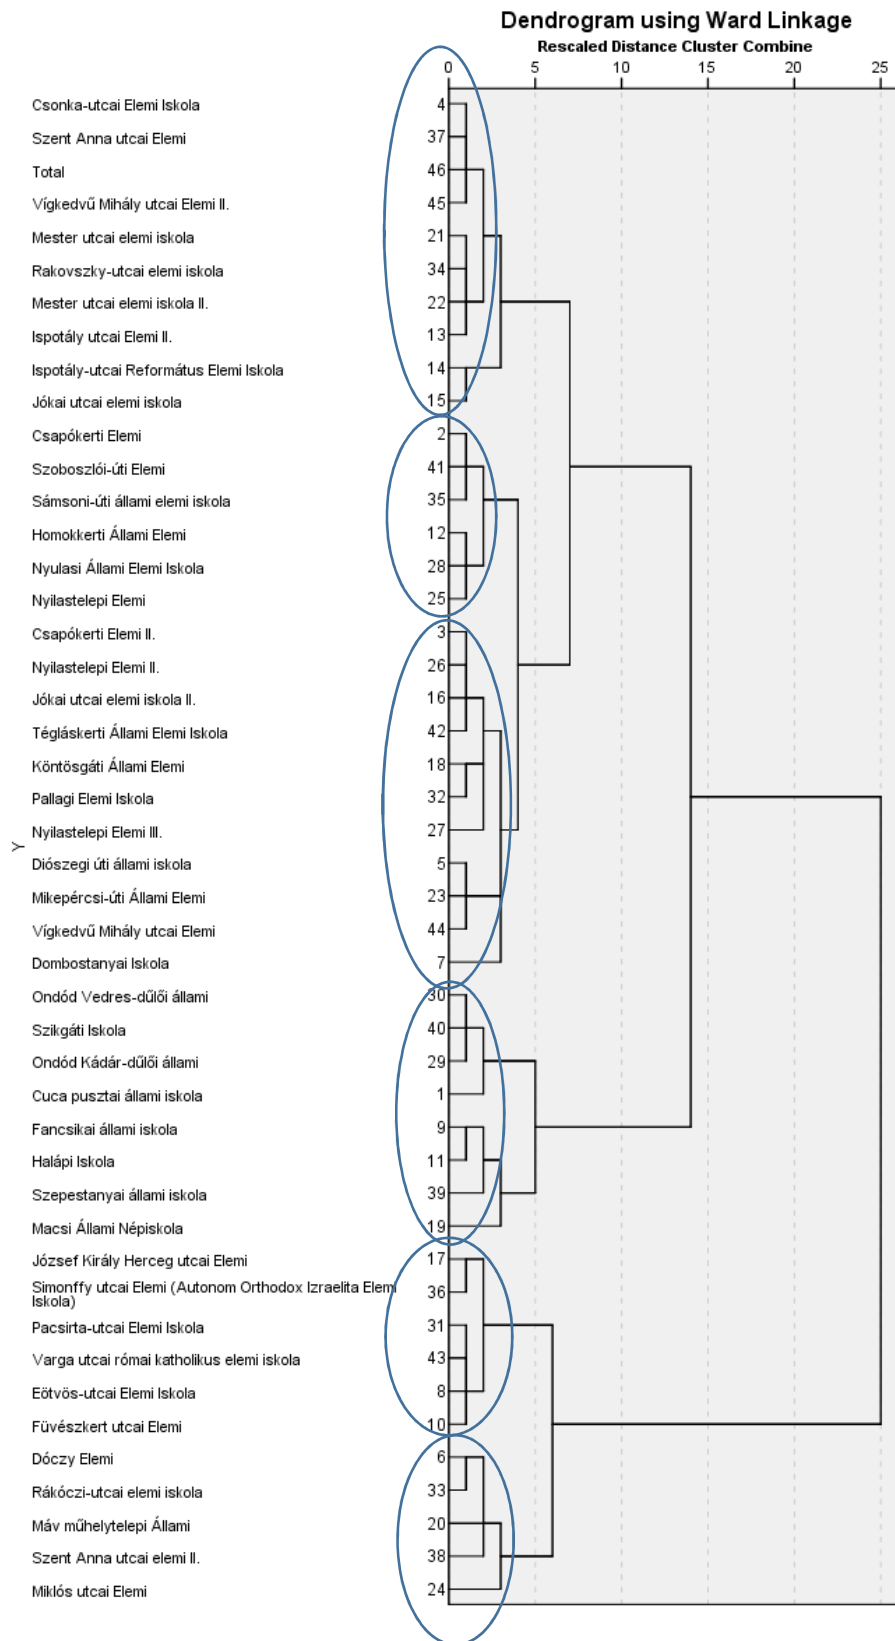 Dendrogram using Ward Linkage
Rescaled Distance Cluster Combine
0 5 10 15 20 25
Csonka-utcai Elemi Iskola 4
Szent Anna utcai Elemi 37
Total 46
Vígkedvű Mihály utcai Elemi II. 45
Mester utcai elemi iskola 21
Rakovszky-utcai elemi iskola 34
Mester utcai elemi iskola II. 22
Ispotály utcai Elemi II. 13
Ispotály-utcai Református Elemi Iskola 14
Jókai utcai elemi iskola 15
Csapókerti Elemi 2
Szoboszlói-úti Elemi 41
Sámsoni-úti állami elemi iskola 35
Homokkerti Állami Elemi 12
Nyulasi Állami Elemi Iskola 28
Nyilastelepi Elemi 25
Csapókerti Elemi II. 3
Nyilastelepi Elemi II. 26
Jókai utcai elemi iskola II. 16
Tégláskerti Állami Elemi Iskola 42
Köntösgáti Állami Elemi 18
Pallagi Elemi Iskola 32
Nyilastelepi Elemi III. 27
Y
Diószegi úti állami iskola 5
Mikepércsi-úti Állami Elemi 23
Vígkedvű Mihály utcai Elemi 44
Dombostanyai Iskola 7
Ondód Vedres-dűlői állami 30
Szikgáti Iskola 40
Ondód Kádár-dűlői állami 29
Cuca pusztai állami iskola 1
Fancsikai állami iskola 9
Halápi Iskola 11
Szepestanyai állami iskola 39
Macsi Állami Népiskola 19
József Király Herceg utcai Elemi 17
Simonffy utcai Elemi (Autonom Orthodox Izraelita Elemi
Iskola) 36
Pacsirta-utcai Elemi Iskola 31
Varga utcai római katholikus elemi iskola 43
Eötvös-utcai Elemi Iskola 8
Füvészkert utcai Elemi 10
Dóczy Elemi 6
Rákóczi-utcai elemi iskola 33
Máv műhelytelepi Állami 20
Szent Anna utcai elemi II. 38
Miklós utcai Elemi 24